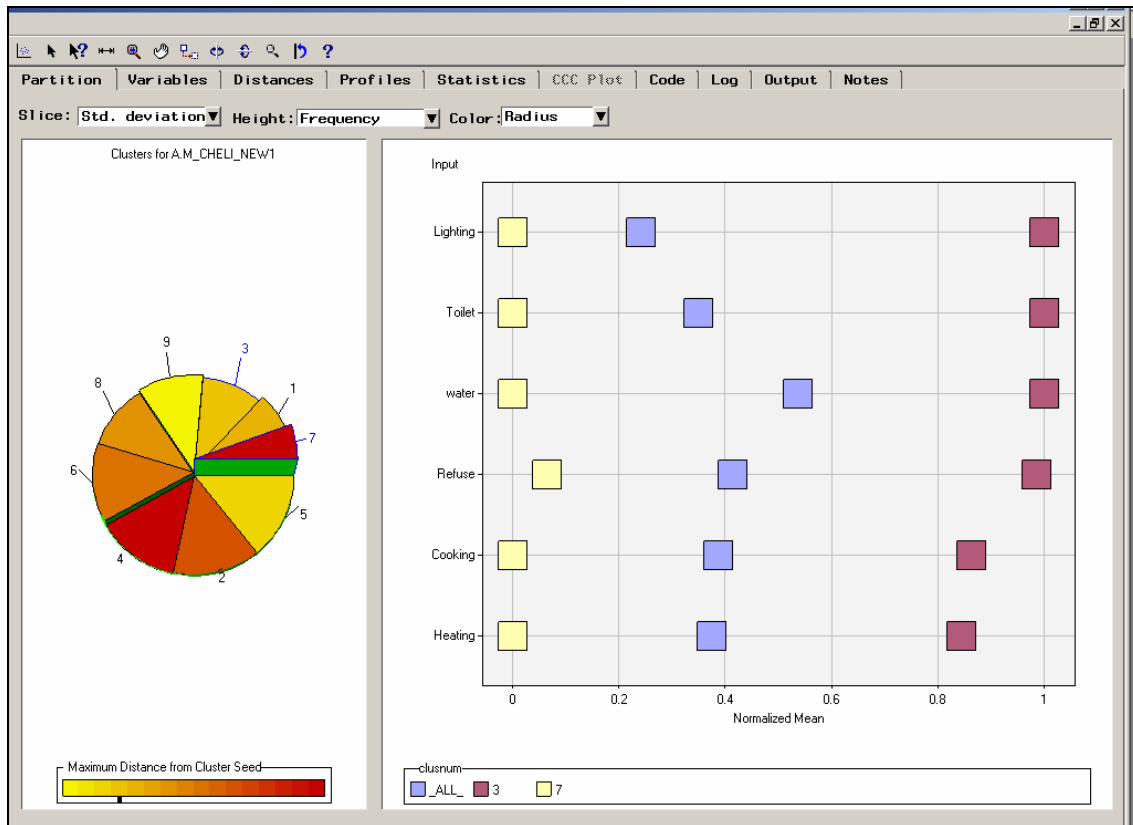 ?
?
Partition Variables Distances Profiles Statistics CCC Plot Code Log Output Notes
Slice: Std. deviation Height: Frequency Color: Radius
Clusters for A.M_CHELI_NEW1
9
3
8
1
7
6
5
4
2
Maximum Distance from Cluster Seed
Input
Lighting
Toilet
water
Refuse
Cooking
Heating
0 0.2 0.4 0.6 0.8 1
Normalized Mean
clusnum
_ALL_ 3 7